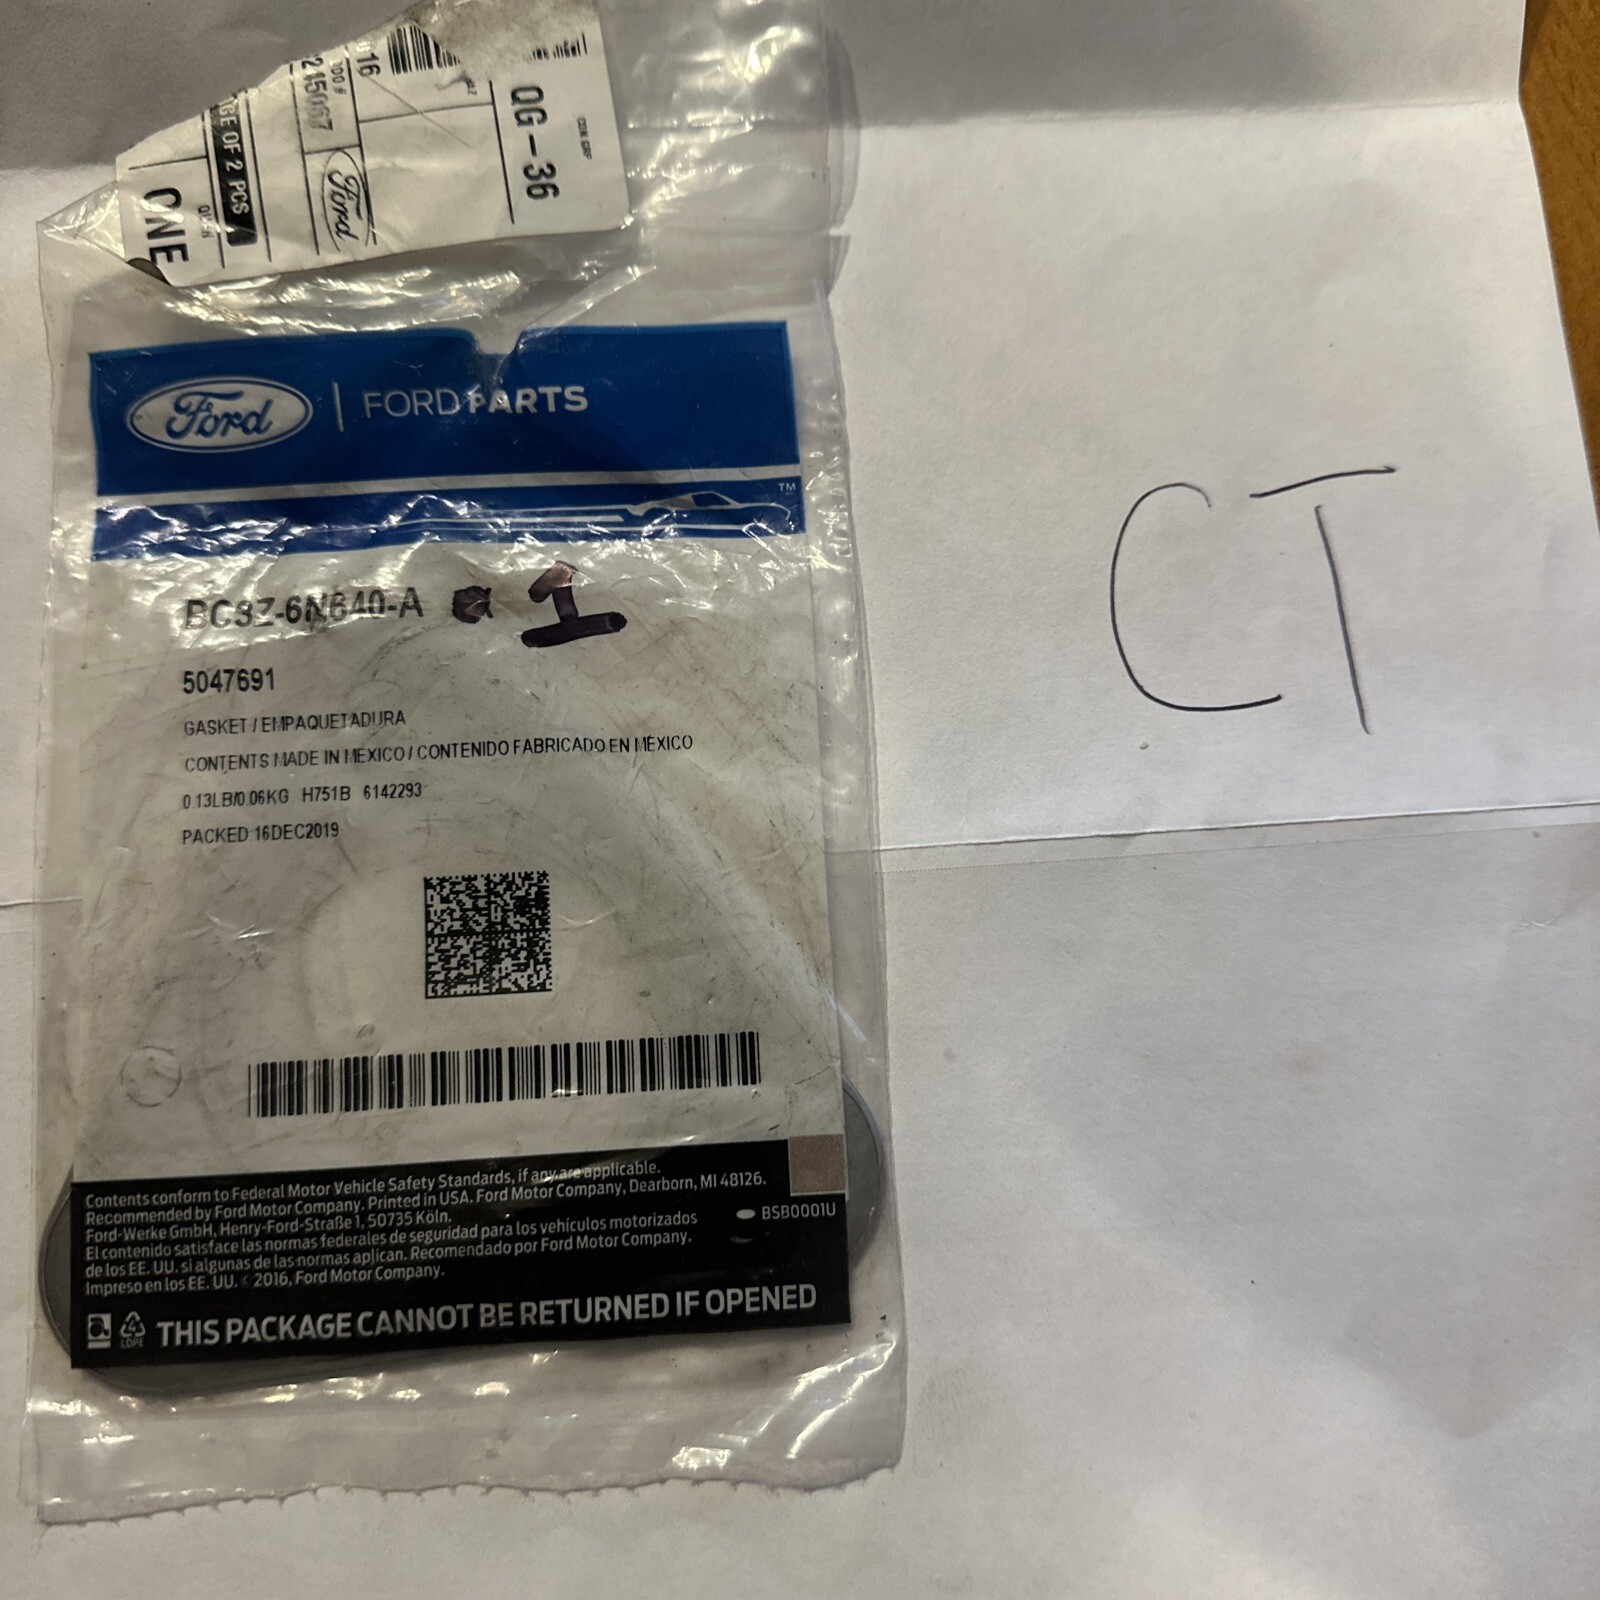 QG-36
16
215067
Ford
GE OF 2 PCS
ONE
Ford | FORD PARTS
TM
BC3Z-6N640-A 1
5047691
GASKET / EMPAQUETADURA
CONTENTS MADE IN MEXICO / CONTENIDO FABRICADO EN MÉXICO
0.13LB/0.06KG H751B 6142293
PACKED 16DEC2019
Contents conform to Federal Motor Vehicle Safety Standards, if any are applicable.
Recommended by Ford Motor Company. Printed in USA. Ford Motor Company, Dearborn, MI 48126.
Ford-Werke GmbH, Henry-Ford-Straße 1, 50735 Köln.
El contenido satisface las normas federales de seguridad para los vehículos motorizados
de los EE. UU. si algunas de las normas aplican. Recomendado por Ford Motor Company.
Impreso en los EE. UU. © 2016, Ford Motor Company.
BSB0001U
4
LDPE
THIS PACKAGE CANNOT BE RETURNED IF OPENED
CT